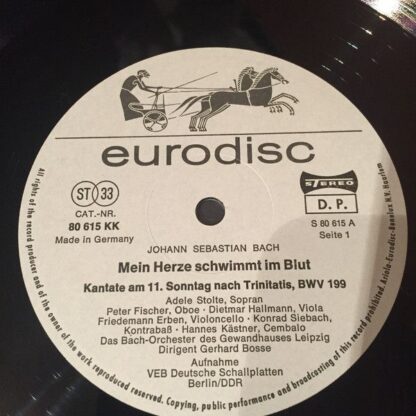 eurodisc
ST 33
CAT.-NR.
80 615 KK
Made in Germany
STEREO
D. P.
S 80 615 A
Seite 1
JOHANN SEBASTIAN BACH
Mein Herze schwimmt im Blut
Kantate am 11. Sonntag nach Trinitatis, BWV 199
Adele Stolte, Sopran
Peter Fischer, Oboe - Dietmar Hallmann, Viola
Friedemann Erben, Violoncello - Konrad Siebach,
Kontrabaß - Hannes Kästner, Cembalo
Das Bach-Orchester des Gewandhauses Leipzig
Dirigent Gerhard Bosse
Aufnahme
VEB Deutsche Schallplatten
Berlin/DDR
All rights of the record producer and of the owner of the work reproduced reserved. Copying, public performance and broadcasting of this record prohibited. Ariola-Eurodisc-Benelux N.V. Haarlem